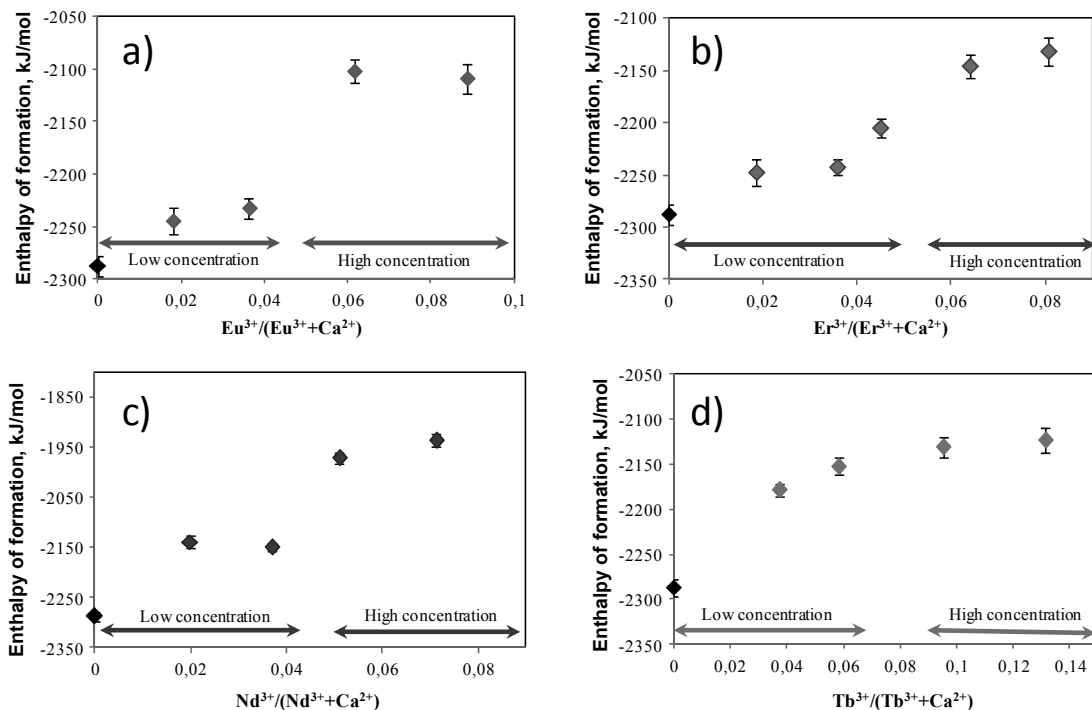 a)
Enthalpy of formation, kJ/mol
-2050
-2100
-2150
-2200
-2250
-2300
Low concentration
High concentration
0 0,02 0,04 0,06 0,08 0,1
Eu³⁺/(Eu³⁺+Ca²⁺)
b)
Enthalpy of formation, kJ/mol
-2100
-2150
-2200
-2250
-2300
-2350
Low concentration
High concentration
0 0,02 0,04 0,06 0,08
Er³⁺/(Er³⁺+Ca²⁺)
c)
Enthalpy of formation, kJ/mol
-1850
-1950
-2050
-2150
-2250
-2350
Low concentration
High concentration
0 0,02 0,04 0,06 0,08
Nd³⁺/(Nd³⁺+Ca²⁺)
d)
Enthalpy of formation, kJ/mol
-2050
-2100
-2150
-2200
-2250
-2300
-2350
Low concentration
High concentration
0 0,02 0,04 0,06 0,08 0,1 0,12 0,14
Tb³⁺/(Tb³⁺+Ca²⁺)